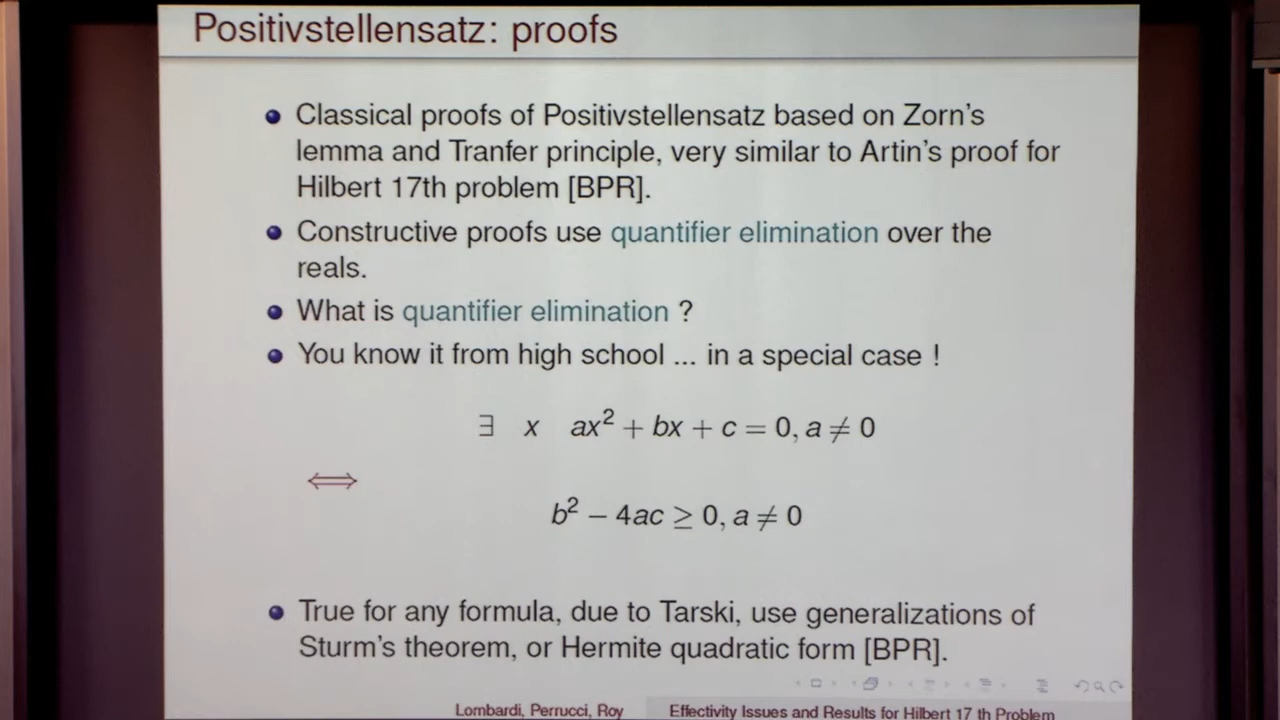 Positivstellensatz: proofs
Classical proofs of Positivstellensatz based on Zorn's
lemma and Tranfer principle, very similar to Artin's proof for
Hilbert 17th problem [BPR].
Constructive proofs use quantifier elimination over the
reals.
What is quantifier elimination ?
You know it from high school ... in a special case !
∃ x ax² + bx + c = 0, a ≠ 0
⟺
b² − 4ac ≥ 0, a ≠ 0
True for any formula, due to Tarski, use generalizations of
Sturm's theorem, or Hermite quadratic form [BPR].
Lombardi, Perrucci, Roy Effectivity Issues and Results for Hilbert 17 th Problem